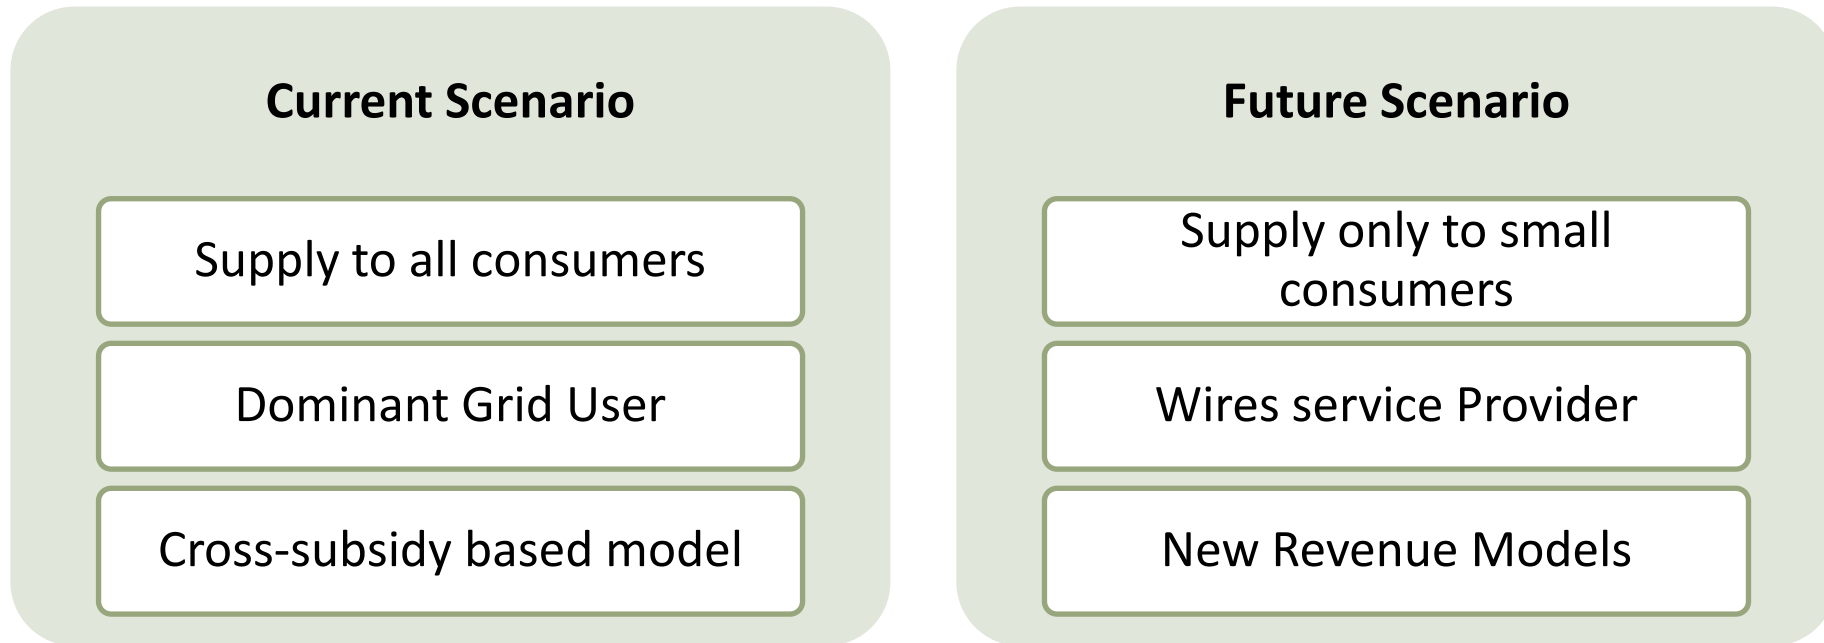 Current Scenario
Supply to all consumers
Dominant Grid User
Cross-subsidy based model
Future Scenario
Supply only to small
consumers
Wires service Provider
New Revenue Models